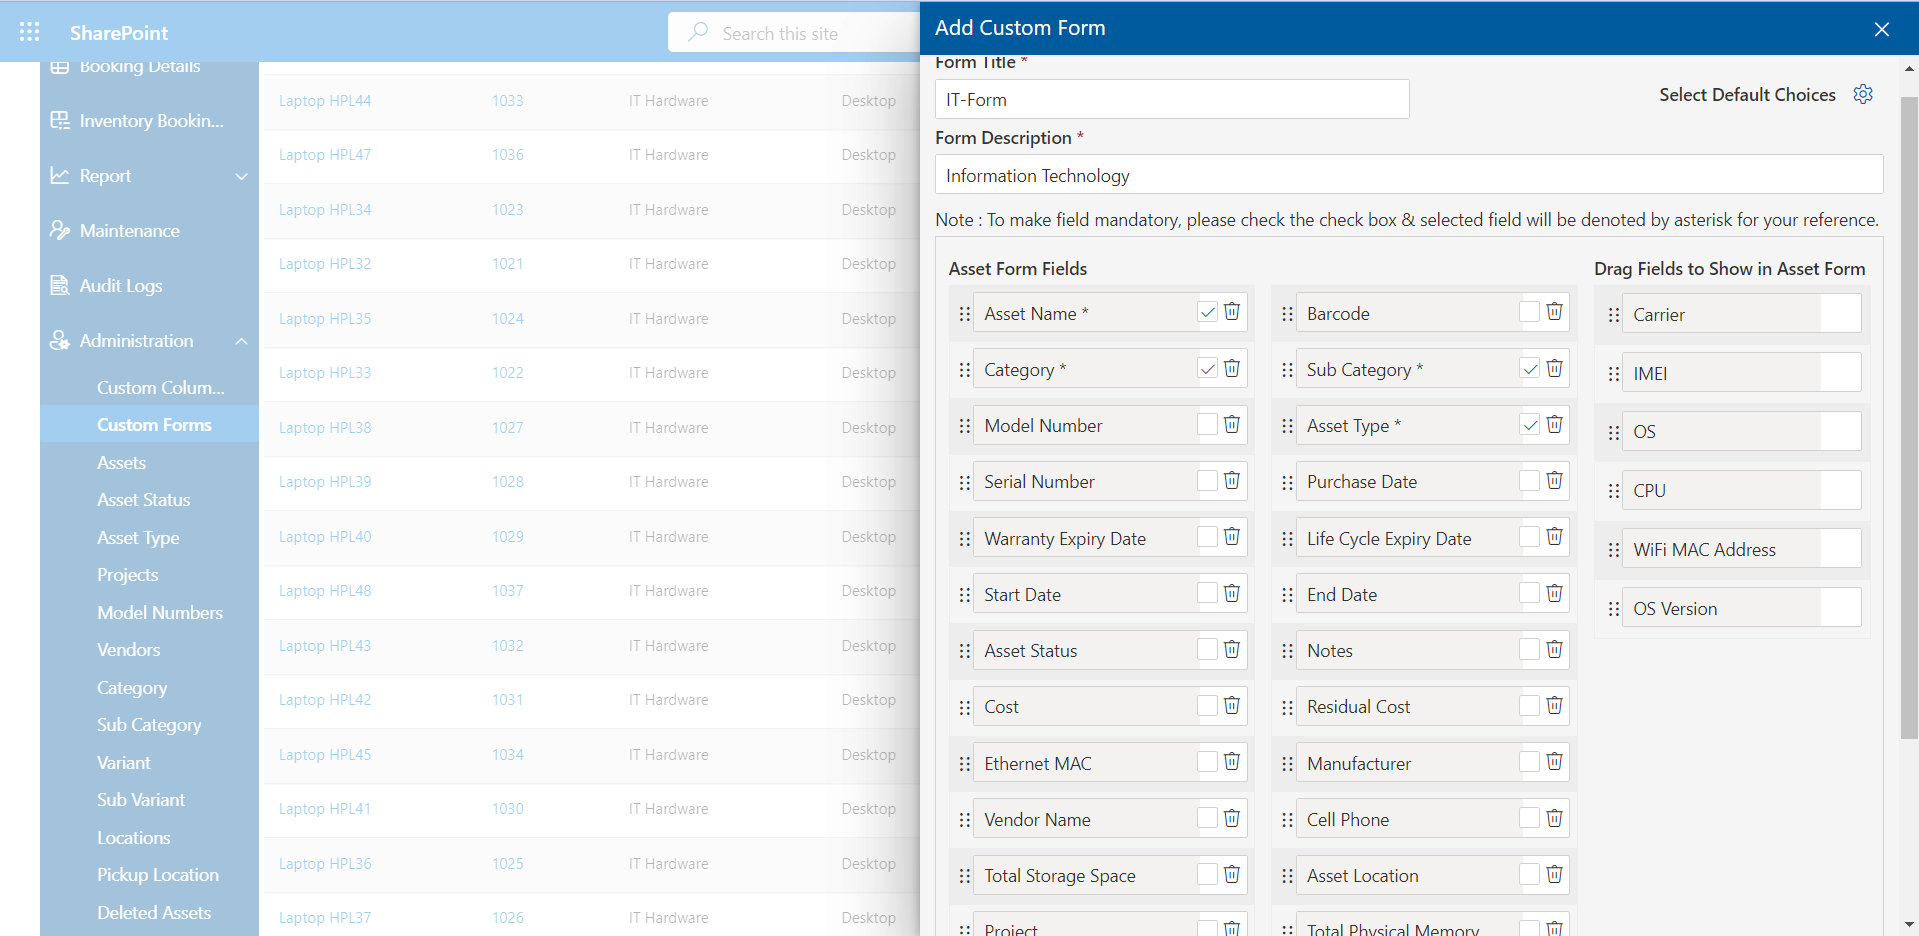 SharePoint
Search this site
Booking Details
Inventory Bookin...
Report
Maintenance
Audit Logs
Administration
Custom Colum...
Custom Forms
Assets
Asset Status
Asset Type
Projects
Model Numbers
Vendors
Category
Sub Category
Variant
Sub Variant
Locations
Pickup Location
Deleted Assets
Laptop HPL44 1033 IT Hardware Desktop
Laptop HPL47 1036 IT Hardware Desktop
Laptop HPL34 1023 IT Hardware Desktop
Laptop HPL32 1021 IT Hardware Desktop
Laptop HPL35 1024 IT Hardware Desktop
Laptop HPL33 1022 IT Hardware Desktop
Laptop HPL38 1027 IT Hardware Desktop
Laptop HPL39 1028 IT Hardware Desktop
Laptop HPL40 1029 IT Hardware Desktop
Laptop HPL48 1037 IT Hardware Desktop
Laptop HPL43 1032 IT Hardware Desktop
Laptop HPL42 1031 IT Hardware Desktop
Laptop HPL45 1034 IT Hardware Desktop
Laptop HPL41 1030 IT Hardware Desktop
Laptop HPL36 1025 IT Hardware Desktop
Laptop HPL37 1026 IT Hardware Desktop
Add Custom Form
Form Title *
IT-Form
Select Default Choices
Form Description *
Information Technology
Note : To make field mandatory, please check the check box & selected field will be denoted by asterisk for your reference.
Asset Form Fields
Asset Name * Barcode
Category * Sub Category *
Model Number Asset Type *
Serial Number Purchase Date
Warranty Expiry Date Life Cycle Expiry Date
Start Date End Date
Asset Status Notes
Cost Residual Cost
Ethernet MAC Manufacturer
Vendor Name Cell Phone
Total Storage Space Asset Location
Project Total Physical Memory
Drag Fields to Show in Asset Form
Carrier
IMEI
OS
CPU
WiFi MAC Address
OS Version